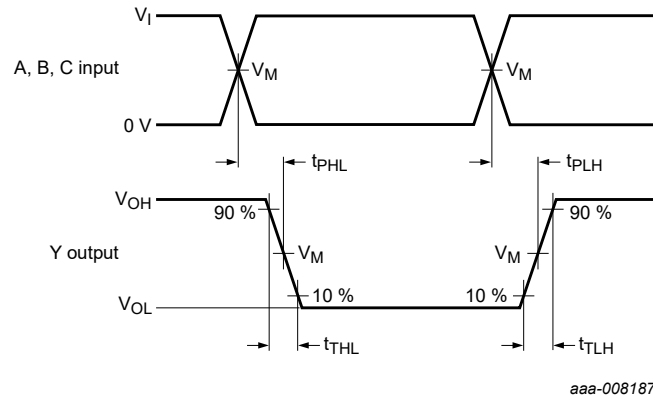 VI
A, B, C input
VM
VM
0 V
tPHL
tPLH
VOH
90 %
90 %
Y output
VM
VM
10 %
10 %
VOL
tTHL
tTLH
aaa-008187